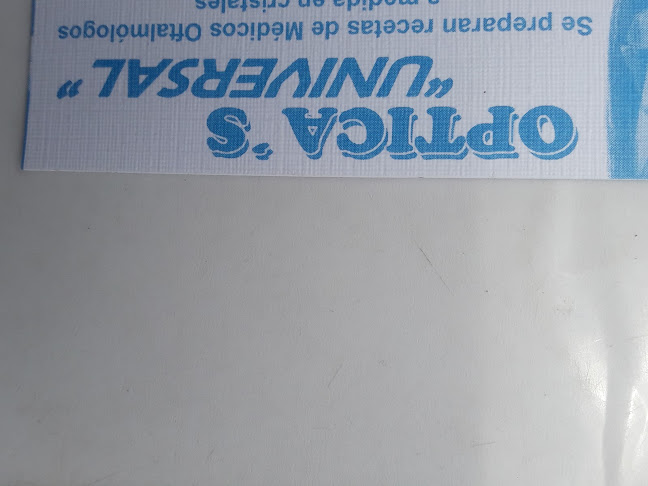 OPTICA´S
“UNIVERSAL”
Se preparan recetas de Médicos Oftalmólogos
a medida en cristales